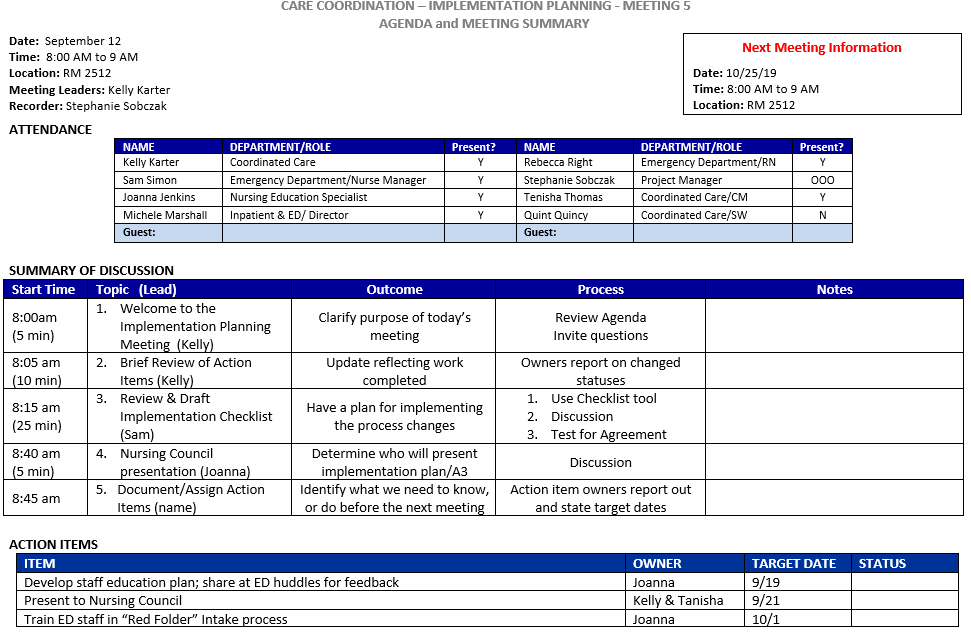 CARE COORDINATION – IMPLEMENTATION PLANNING - MEETING 5
AGENDA and MEETING SUMMARY
Date: September 12
Time: 8:00 AM to 9 AM
Location: RM 2512
Meeting Leaders: Kelly Karter
Recorder: Stephanie Sobczak
Next Meeting Information
Date: 10/25/19
Time: 8:00 AM to 9 AM
Location: RM 2512
ATTENDANCE
NAME DEPARTMENT/ROLE Present? NAME DEPARTMENT/ROLE Present?
Kelly Karter Coordinated Care Y Rebecca Right Emergency Department/RN Y
Sam Simon Emergency Department/Nurse Manager Y Stephanie Sobczak Project Manager OOO
Joanna Jenkins Nursing Education Specialist Y Tenisha Thomas Coordinated Care/CM Y
Michele Marshall Inpatient & ED/ Director Y Quint Quincy Coordinated Care/SW N
Guest: Guest:
SUMMARY OF DISCUSSION
Start Time Topic (Lead) Outcome Process Notes
8:00am
(5 min)
1. Welcome to the
Implementation Planning
Meeting (Kelly)
Clarify purpose of today's
meeting
Review Agenda
Invite questions
8:05 am
(10 min)
2. Brief Review of Action
Items (Kelly)
Update reflecting work
completed
Owners report on changed
statuses
8:15 am
(25 min)
3. Review & Draft
Implementation Checklist
(Sam)
Have a plan for implementing
the process changes
1. Use Checklist tool
2. Discussion
3. Test for Agreement
8:40 am
(5 min)
4. Nursing Council
presentation (Joanna)
Determine who will present
implementation plan/A3
Discussion
8:45 am
5. Document/Assign Action
Items (name)
Identify what we need to know,
or do before the next meeting
Action item owners report out
and state target dates
ACTION ITEMS
ITEM OWNER TARGET DATE STATUS
Develop staff education plan; share at ED huddles for feedback Joanna 9/19
Present to Nursing Council Kelly & Tanisha 9/21
Train ED staff in "Red Folder" Intake process Joanna 10/1